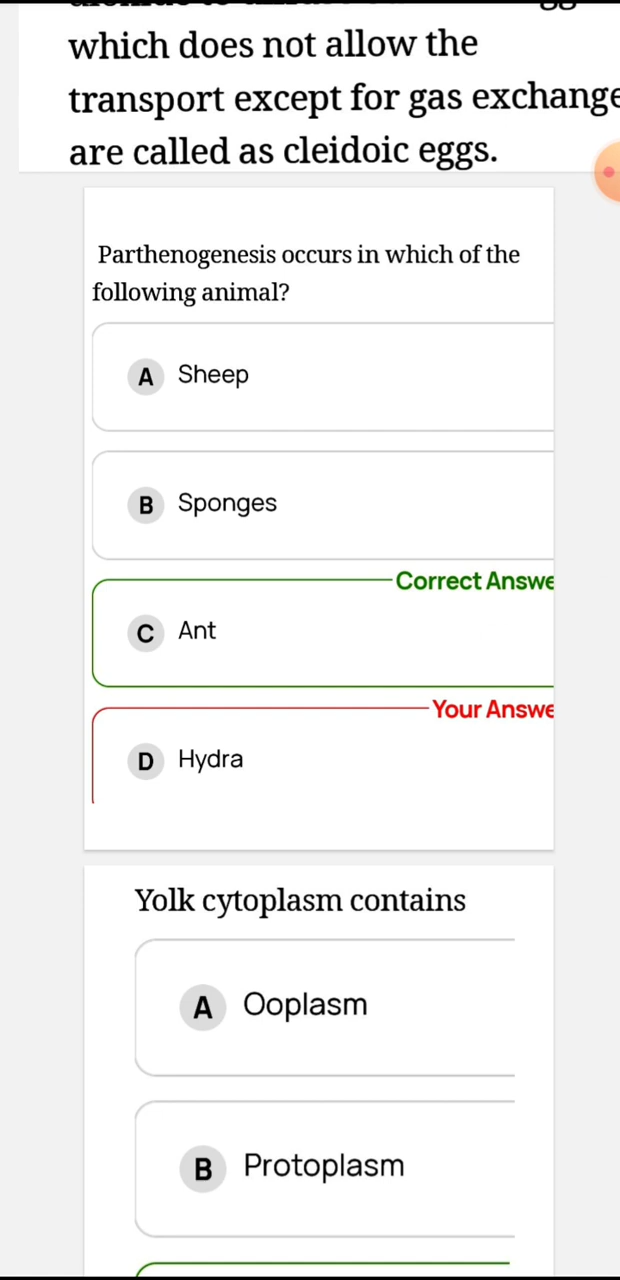 which does not allow the
transport except for gas exchange
are called as cleidoic eggs.
Parthenogenesis occurs in which of the
following animal?
A Sheep
B Sponges
Correct Answe
C Ant
Your Answe
D Hydra
Yolk cytoplasm contains
A Ooplasm
B Protoplasm